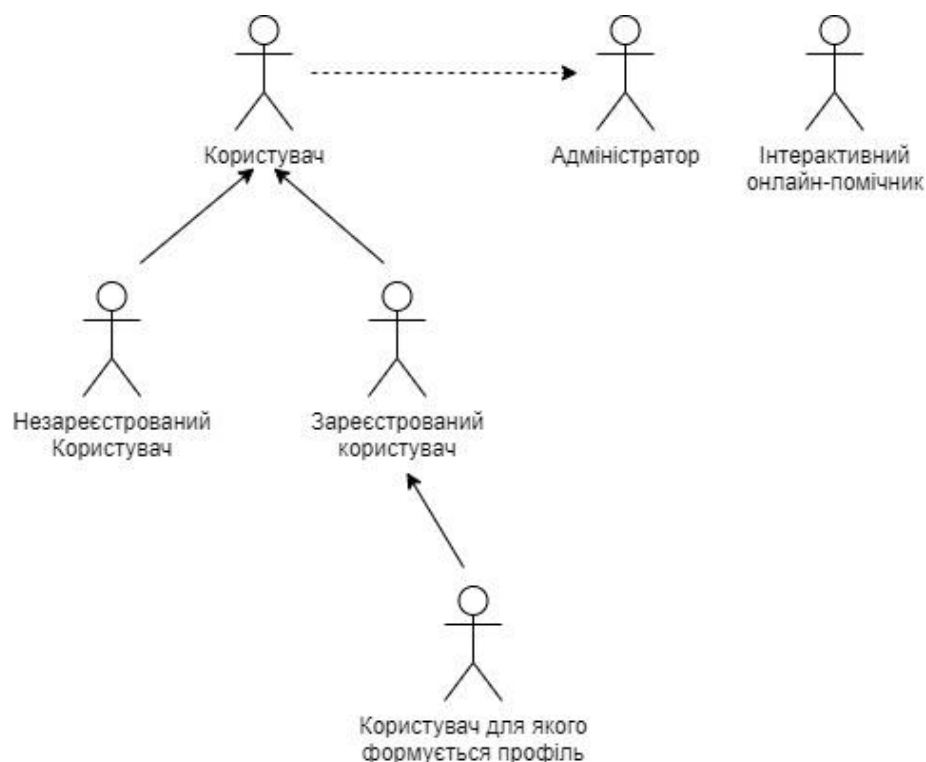 Користувач
Адміністратор
Інтерактивний
онлайн-помічник
Незареєстрований
Користувач
Зареєстрований
користувач
Користувач для якого
формується профіль